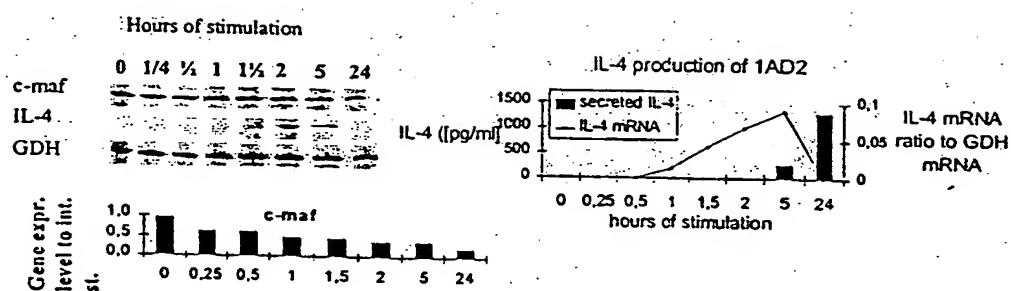 Hours of stimulation
0 1/4 ½ 1 1½ 2 5 24
c-maf
IL-4
GDH
Gene expr.
level to int.
st.
1,0
0,5
0,0
c-maf
0 0,25 0,5 1 1,5 2 5 24
IL-4 production of 1AD2
IL-4 ([pg/ml]
1500
1000
500
0
secreted IL-4
IL-4 mRNA
0,1
0,05
0
IL-4 mRNA
ratio to GDH
mRNA
0 0,25 0,5 1 1,5 2 5 24
hours of stimulation